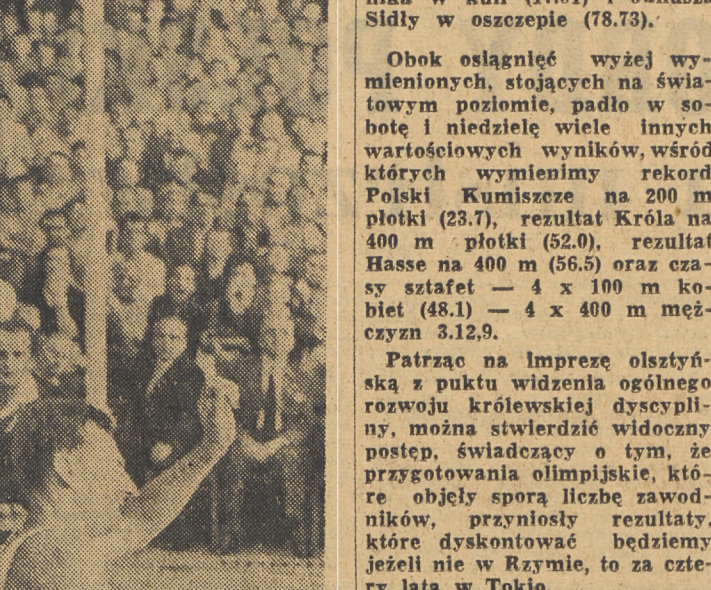 Sidły w oszczepie (78.73).
Obok osiągnięć wyżej wy-
mienionych, stojących na świa-
towym poziomie, padło w so-
botę i niedzielę wiele innych
wartościowych wyników, wśród
których wymienimy rekord
Polski Kumiszcze na 200 m
płotki (23.7), rezultat Króla na
400 m płotki (52.0), rezultat
Hasse na 400 m (56.5) oraz cza-
sy sztafet — 4 x 100 m ko-
biet (48.1) — 4 x 400 m męż-
czyzn 3.12,9.
Patrząc na imprezę olsztyń-
ską z puktu widzenia ogólnego
rozwoju królewskiej dyscypli-
ny, można stwierdzić widoczny
postęp, świadczący o tym, że
przygotowania olimpijskie, któ-
re objęły sporą liczbę zawod-
ników, przyniosły rezultaty,
które dyskontować będziemy
jeżeli nie w Rzymie, to za czte-
ry lata w Tokio.